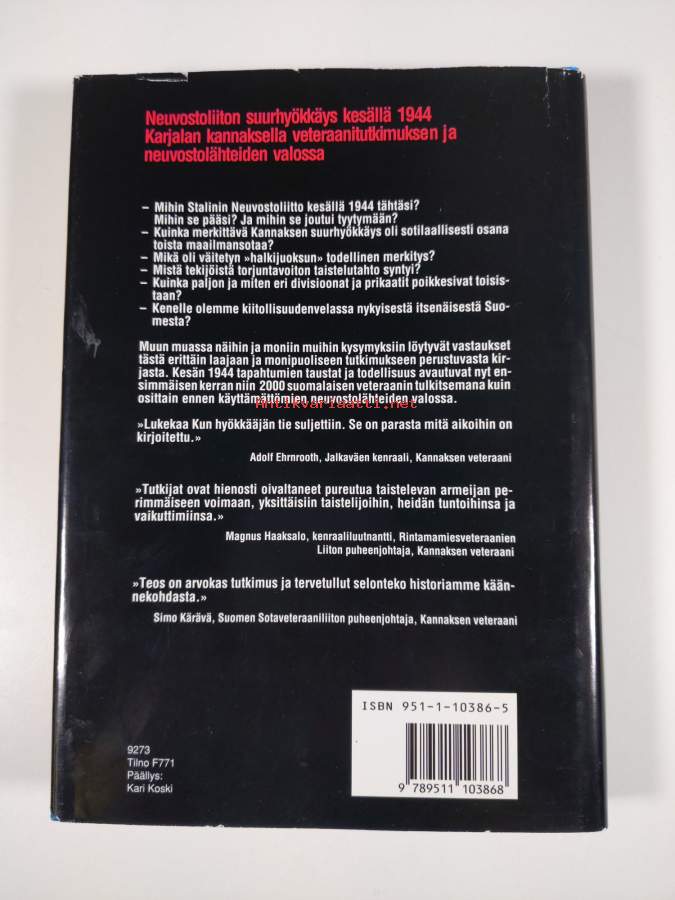 Neuvostoliiton suurhyökkäys kesällä 1944
Karjalan kannaksella veteraanitutkimuksen ja
neuvostolähteiden valossa
– Mihin Stalinin Neuvostoliitto kesällä 1944 tähtäsi?
Mihin se pääsi? Ja mihin se joutui tyytymään?
– Kuinka merkittävä Kannaksen suurhyökkäys oli sotilaallisesti osana
toista maailmansotaa?
– Mikä oli väitetyn »halkijuoksun» todellinen merkitys?
– Mistä tekijöistä torjuntavoiton taistelutahto syntyi?
– Kuinka paljon ja miten eri divisioonat ja prikaatit poikkesivat toisis-
taan?
– Kenelle olemme kiitollisuudenvelassa nykyisestä itsenäisestä Suo-
mesta?
Muun muassa näihin ja moniin muihin kysymyksiin löytyvät vastaukset
tästä erittäin laajaan ja monipuoliseen tutkimukseen perustuvasta kir-
jasta. Kesän 1944 tapahtumien taustat ja todellisuus avautuvat nyt en-
simmäisen kerran niin 2000 suomalaisen veteraanin tulkitsemana kuin
osittain ennen käyttämättömien neuvostolähteiden valossa.
Antikvariaatti.net
»Lukekaa Kun hyökkääjän tie suljettiin. Se on parasta mitä aikoihin on
kirjoitettu.»
Adolf Ehrnrooth, Jalkaväen kenraali, Kannaksen veteraani
»Tutkijat ovat hienosti oivaltaneet pureutua taistelevan armeijan pe-
rimmäiseen voimaan, yksittäisiin taistelijoihin, heidän tuntoihinsa ja
vaikuttimiinsa.»
Magnus Haaksalo, kenraaliluutnantti, Rintamamiesveteraanien
Liiton puheenjohtaja, Kannaksen veteraani
»Teos on arvokas tutkimus ja tervetullut selonteko historiamme kään-
nekohdasta.»
Simo Kärävä, Suomen Sotaveteraaniliiton puheenjohtaja, Kannaksen veteraani
ISBN 951-1-10386-5
9 789511 103868
9273
Tilno F771
Päällys:
Kari Koski